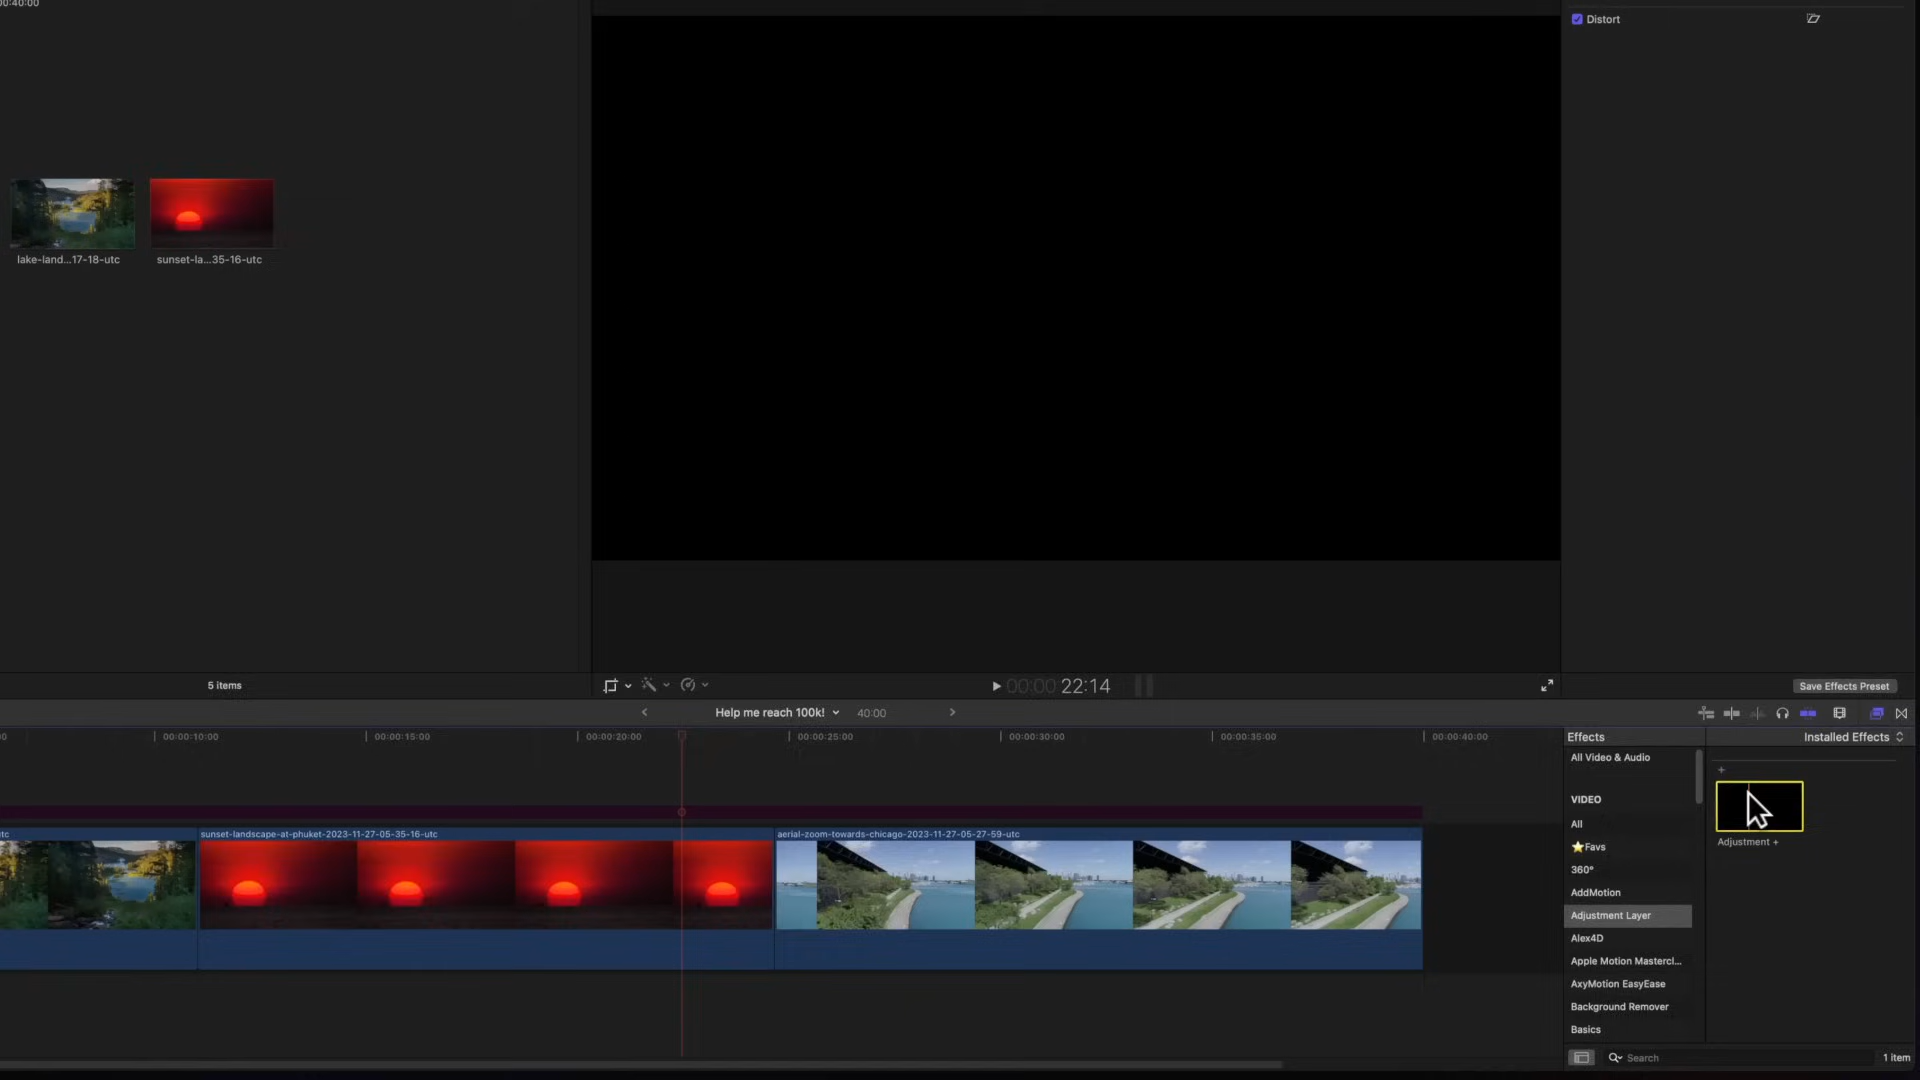 00:40:00
Distort
lake-land...17-18-utc
sunset-la...35-16-utc
5 items
00:00:00 22:14
Save Effects Preset
Help me reach 100k!
40:00
00:00:10:00
00:00:15:00
00:00:20:00
00:00:25:00
00:00:30:00
00:00:35:00
00:00:40:00
Effects
Installed Effects
All Video & Audio
VIDEO
All
⭐Favs
360°
AddMotion
Adjustment Layer
Alex4D
Apple Motion Mastercl...
AxyMotion EasyEase
Background Remover
Basics
+
Adjustment +
utc
sunset-landscape-at-phuket-2023-11-27-05-35-16-utc
aerial-zoom-towards-chicago-2023-11-27-05-27-59-utc
Search
1 item